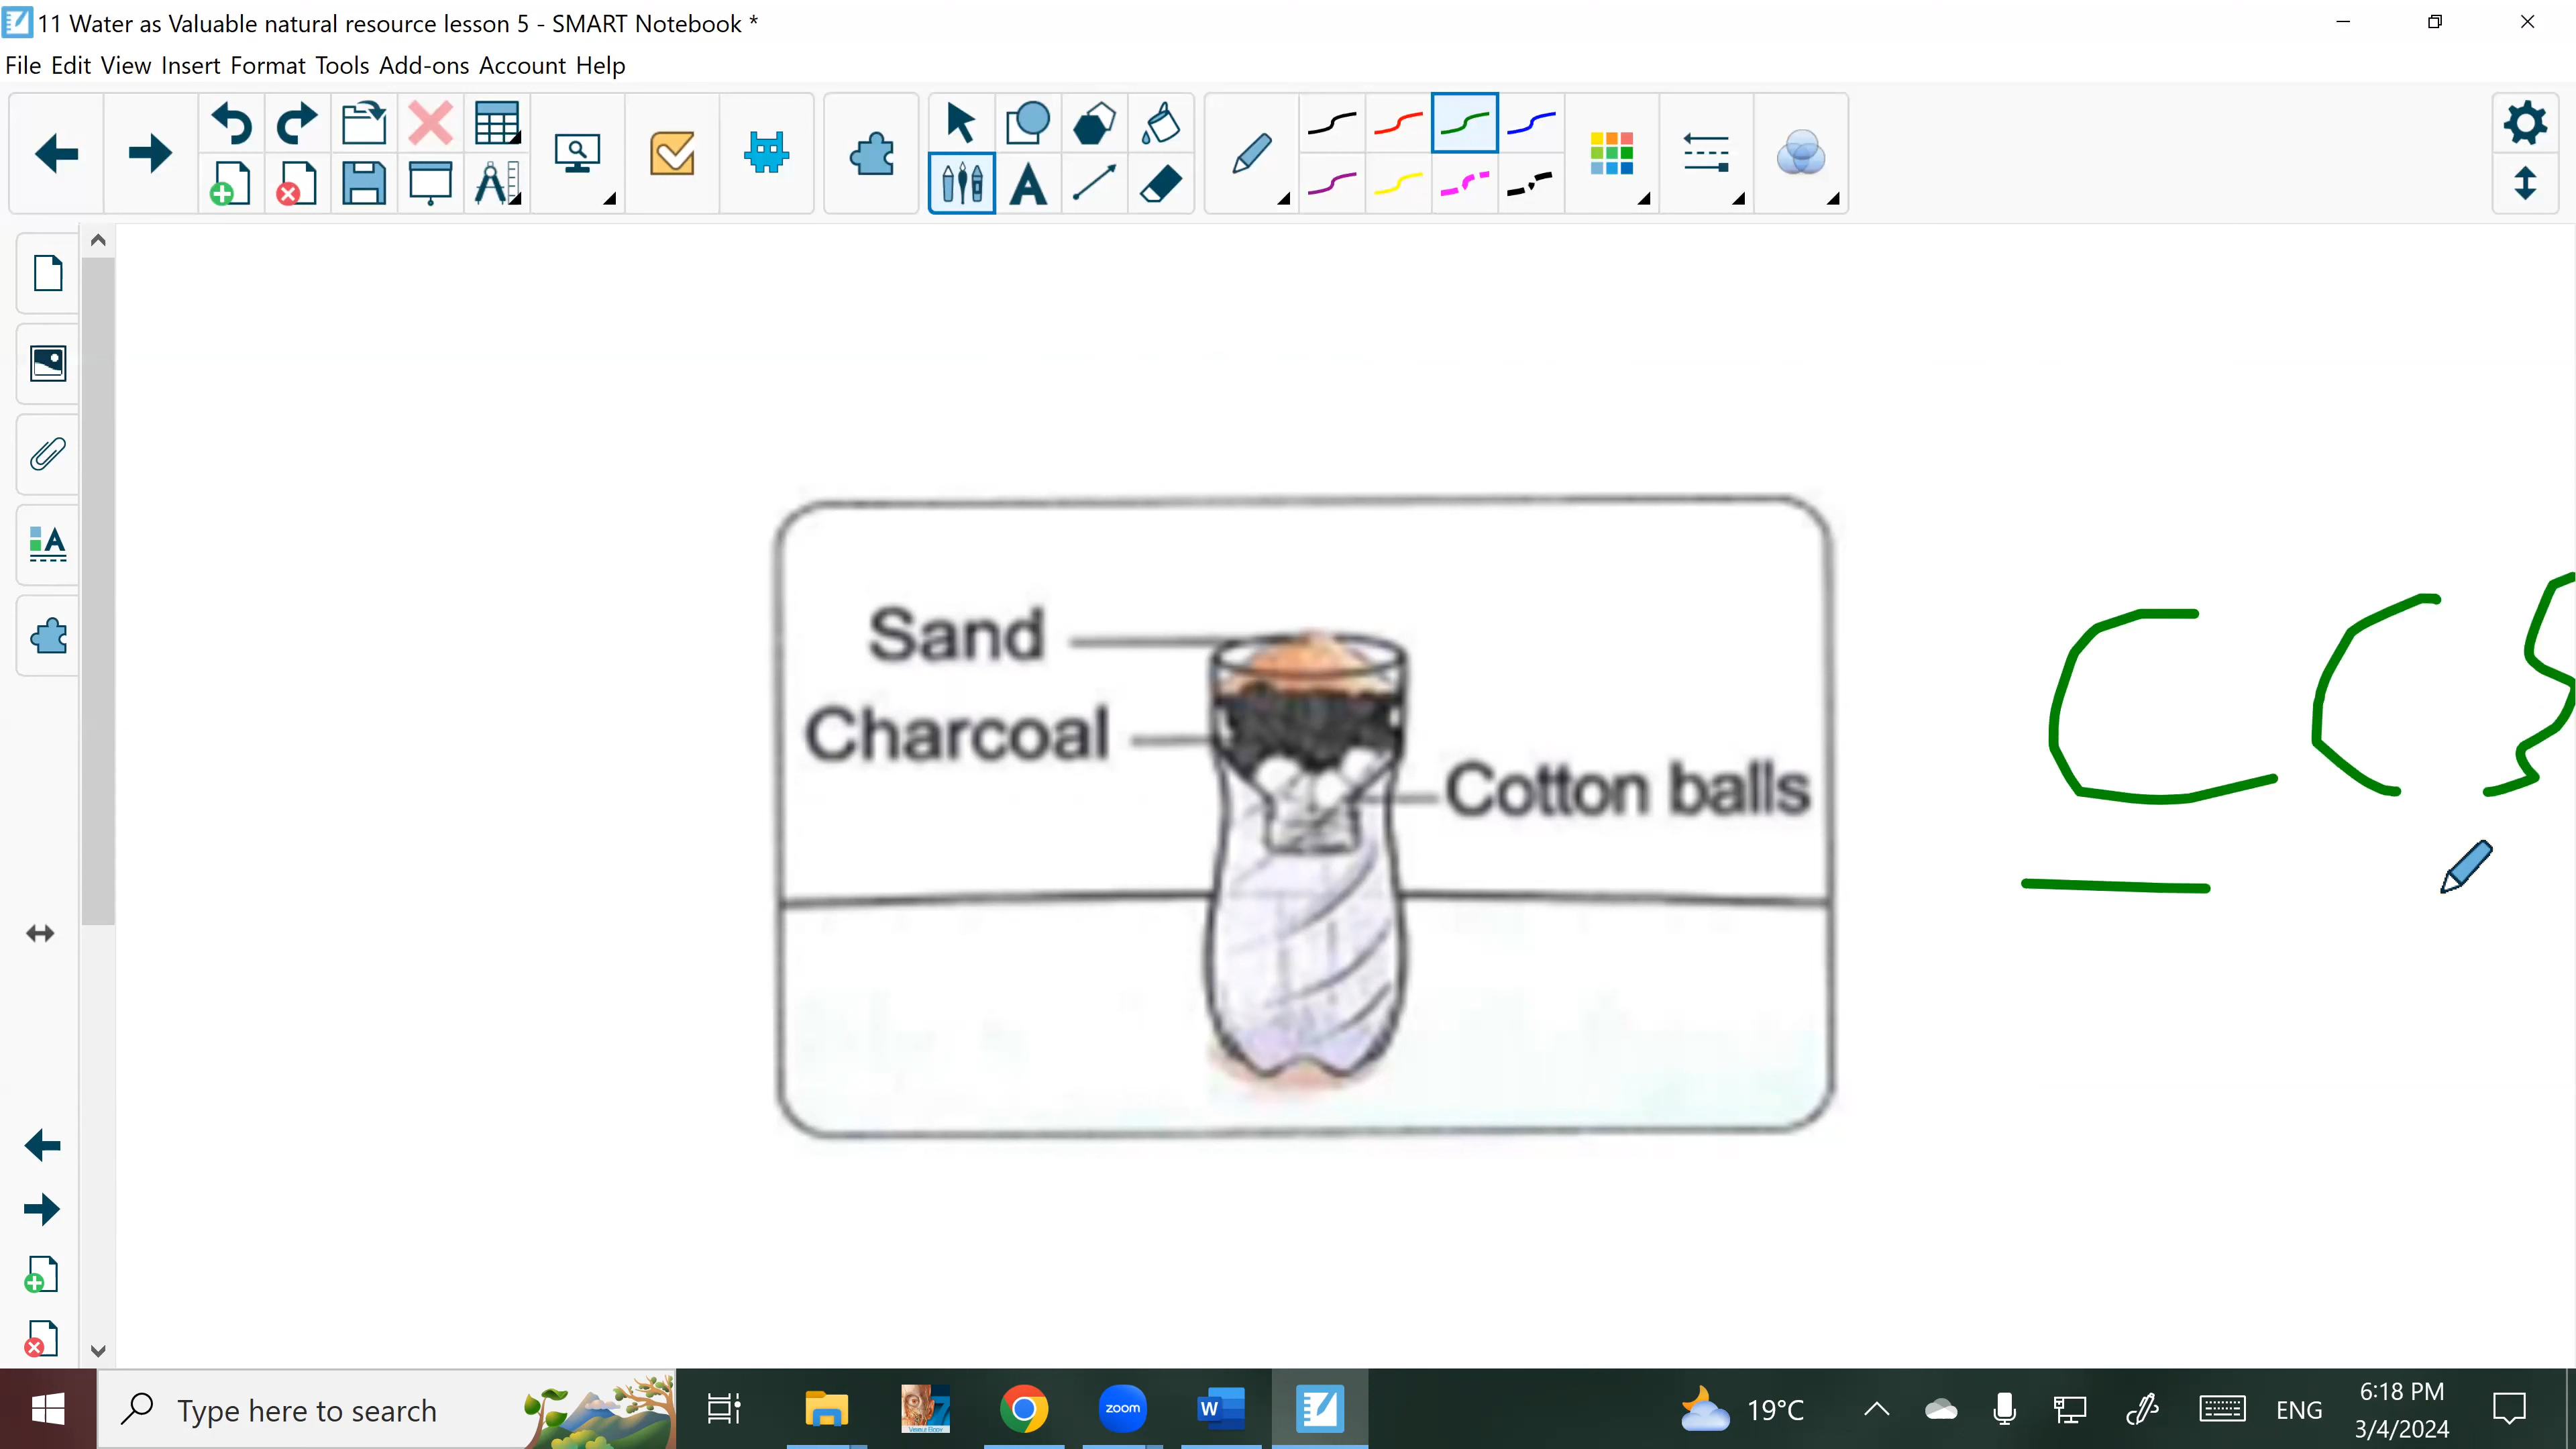 11 Water as Valuable natural resource lesson 5 - SMART Notebook *
File Edit View Insert Format Tools Add-ons Account Help
Sand
Charcoal
Cotton balls
CCS
Type here to search
zoom
W
19°C
ENG
6:18 PM
3/4/2024